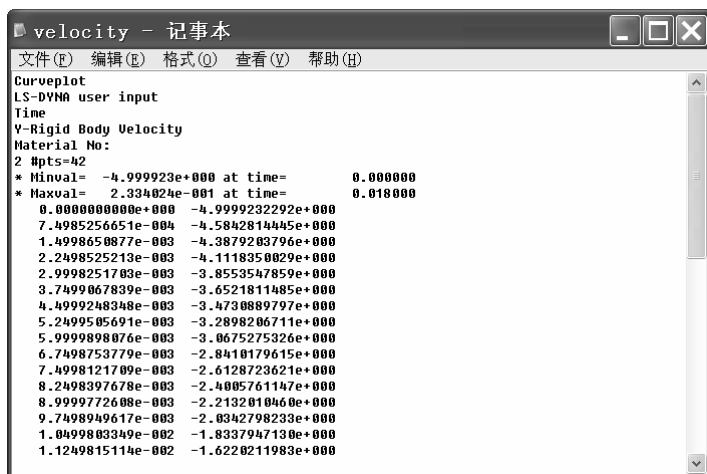 velocity - 记事本
文件(F) 编辑(E) 格式(O) 查看(V) 帮助(H)
Curveplot
LS-DYNA user input
Time
Y-Rigid Body Velocity
Material No:
2 #pts=42
* Minval= -4.999923e+000 at time= 0.000000
* Maxval= 2.334024e-001 at time= 0.018000
0.0000000000e+000 -4.9999232292e+000
7.4985256651e-004 -4.5842814445e+000
1.4998650877e-003 -4.3879203796e+000
2.2498525213e-003 -4.1118350029e+000
2.9998251703e-003 -3.8553547859e+000
3.7499067839e-003 -3.6521811485e+000
4.4999248348e-003 -3.4730889797e+000
5.2499505691e-003 -3.2898206711e+000
5.9999898076e-003 -3.0675275326e+000
6.7498753779e-003 -2.8410179615e+000
7.4998121709e-003 -2.6128723621e+000
8.2498397678e-003 -2.4005761147e+000
8.9999772608e-003 -2.2132010460e+000
9.7498949617e-003 -2.0342798233e+000
1.0499803349e-002 -1.8337947130e+000
1.1249815114e-002 -1.6220211983e+000